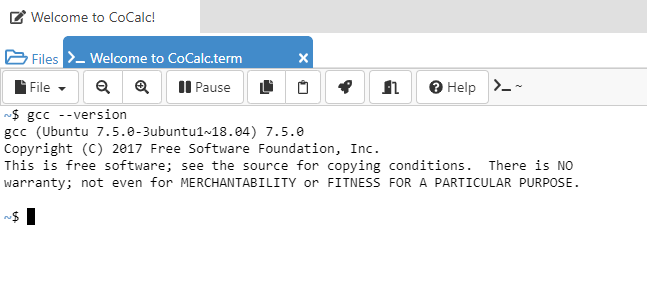 Welcome to CoCalc!
Files >_ Welcome to CoCalc.term x
File Pause Help >_ ~
~$ gcc --version
gcc (Ubuntu 7.5.0-3ubuntu1~18.04) 7.5.0
Copyright (C) 2017 Free Software Foundation, Inc.
This is free software; see the source for copying conditions.  There is NO
warranty; not even for MERCHANTABILITY or FITNESS FOR A PARTICULAR PURPOSE.
~$